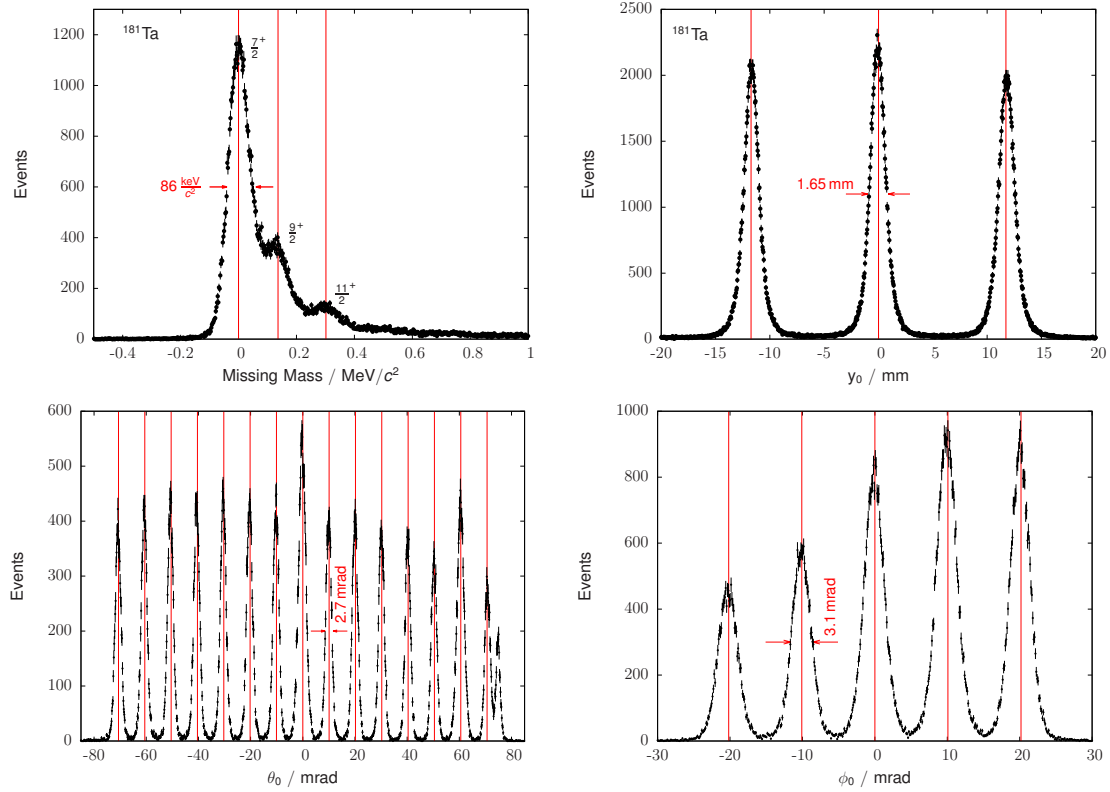 1200
1000
800
600
400
200
0
Events
181Ta
7/2+
9/2+
11/2+
86 keV/c²
-0.4 -0.2 0 0.2 0.4 0.6 0.8 1
Missing Mass / MeV/c²
2500
2000
1500
1000
500
0
Events
181Ta
1.65 mm
-20 -15 -10 -5 0 5 10 15 20
y₀ / mm
600
500
400
300
200
100
0
Events
2.7 mrad
-80 -60 -40 -20 0 20 40 60 80
θ₀ / mrad
1000
800
600
400
200
0
Events
3.1 mrad
-30 -20 -10 0 10 20 30
ϕ₀ / mrad